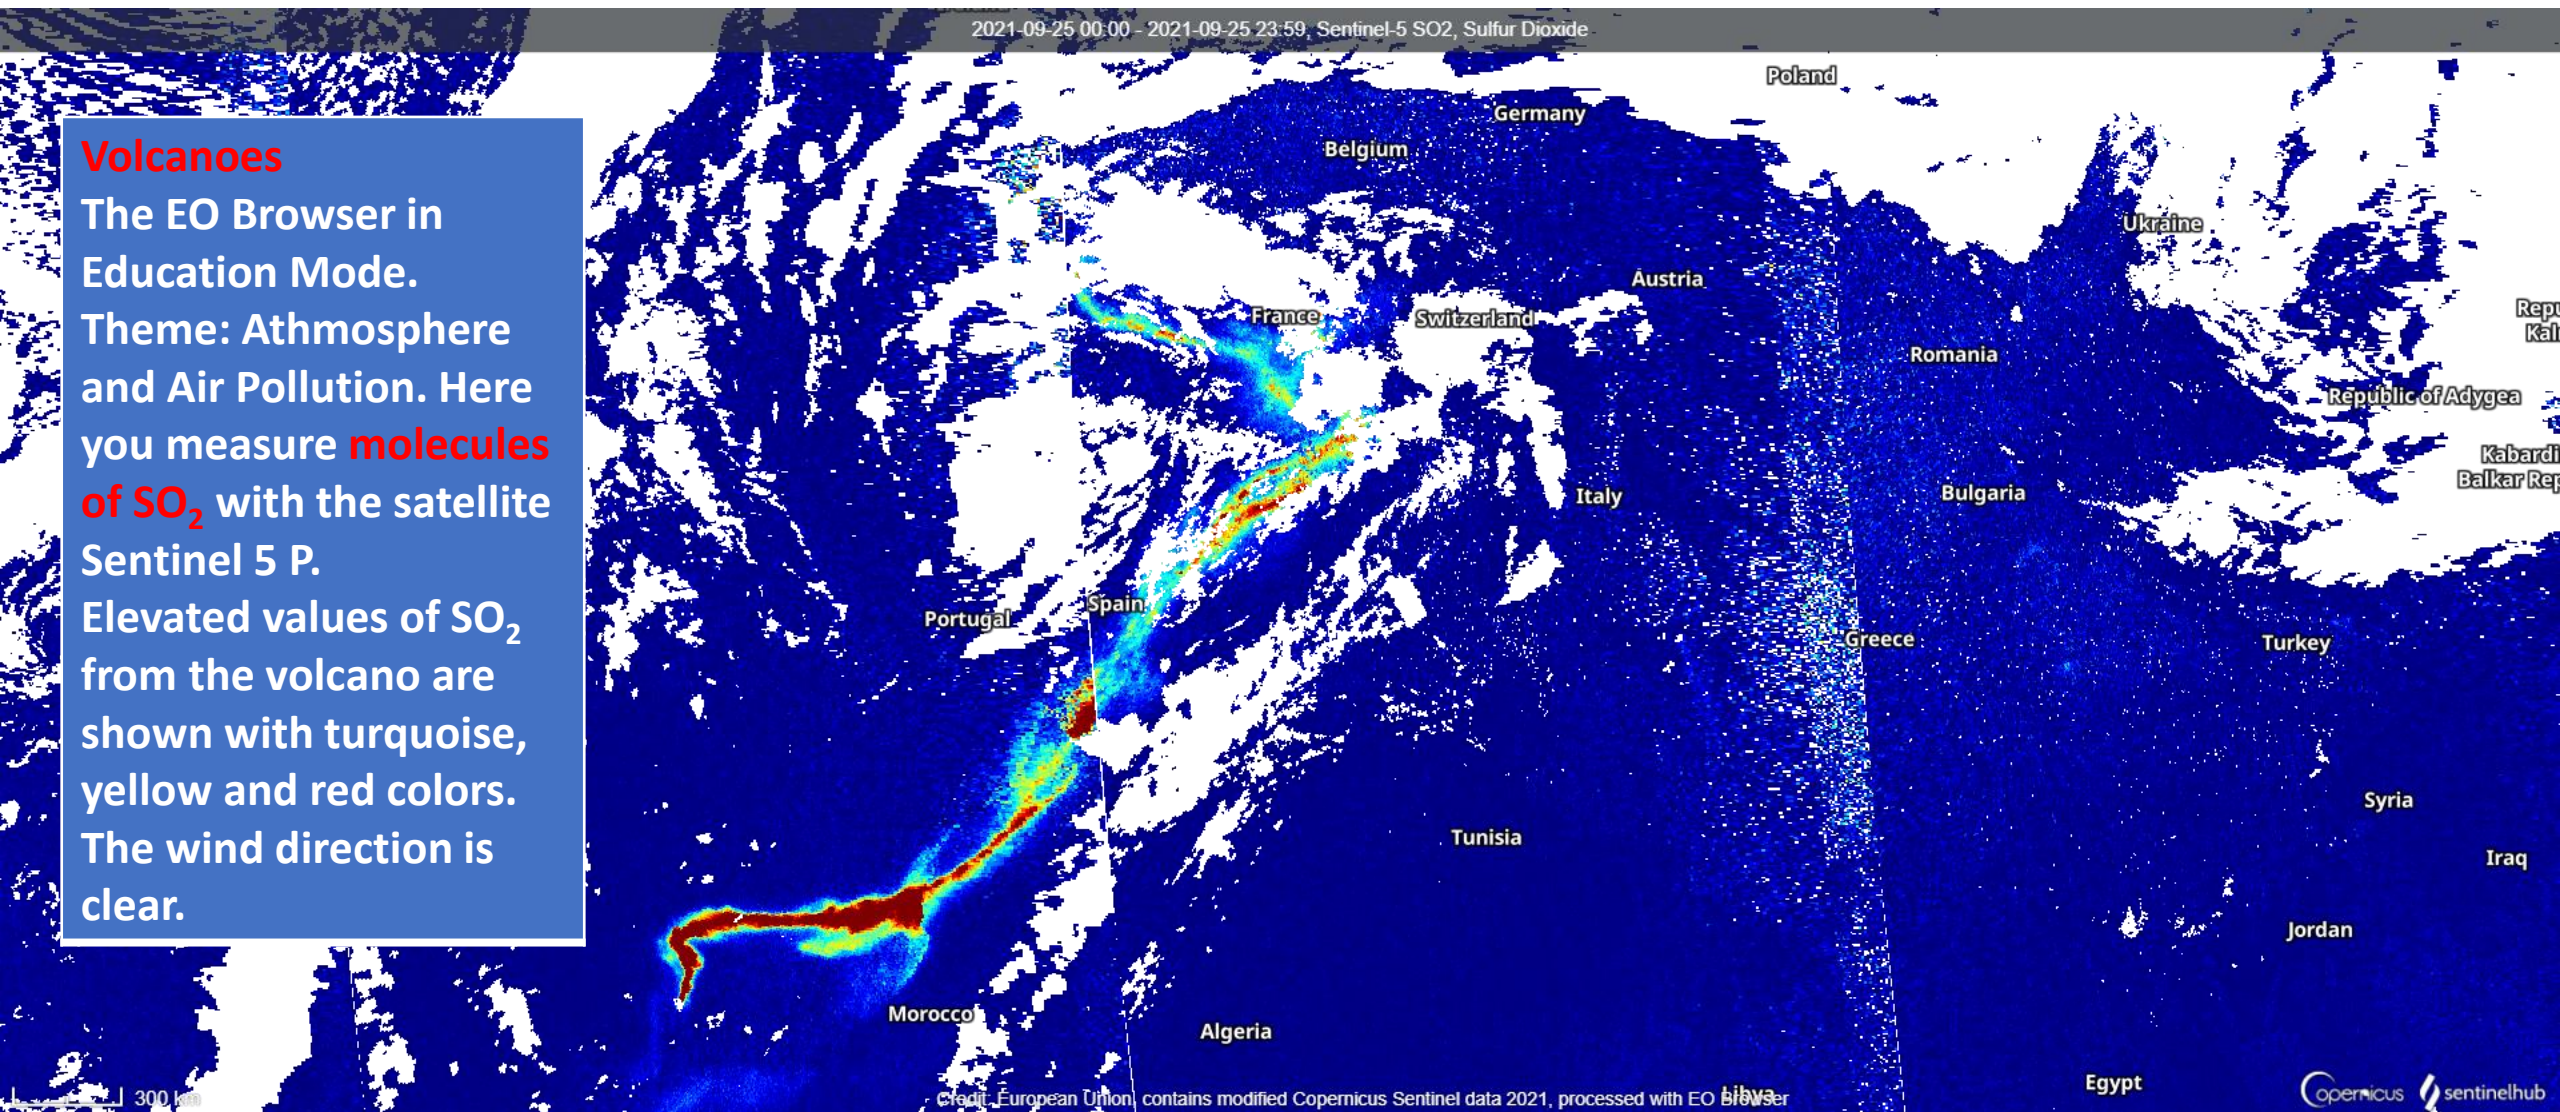 2021-09-25 00:00 - 2021-09-25 23:59, Sentinel-5 SO2, Sulfur Dioxide
Poland
Germany
Belgium
Volcanoes
The EO Browser in
Education Mode.
Theme: Athmosphere
and Air Pollution. Here
you measure molecules
of SO₂ with the satellite
Sentinel 5 P.
Elevated values of SO₂
from the volcano are
shown with turquoise,
yellow and red colors.
The wind direction is
clear.
Ukraine
Austria
France
Switzerland
Romania
Republic of Adygea
Italy
Bulgaria
Portugal
Spain
Greece
Turkey
Syria
Tunisia
Iraq
Jordan
Morocco
Algeria
Egypt
Libya
300 km
Credit: European Union, contains modified Copernicus Sentinel data 2021, processed with EO Browser
opernicus
sentinelhub